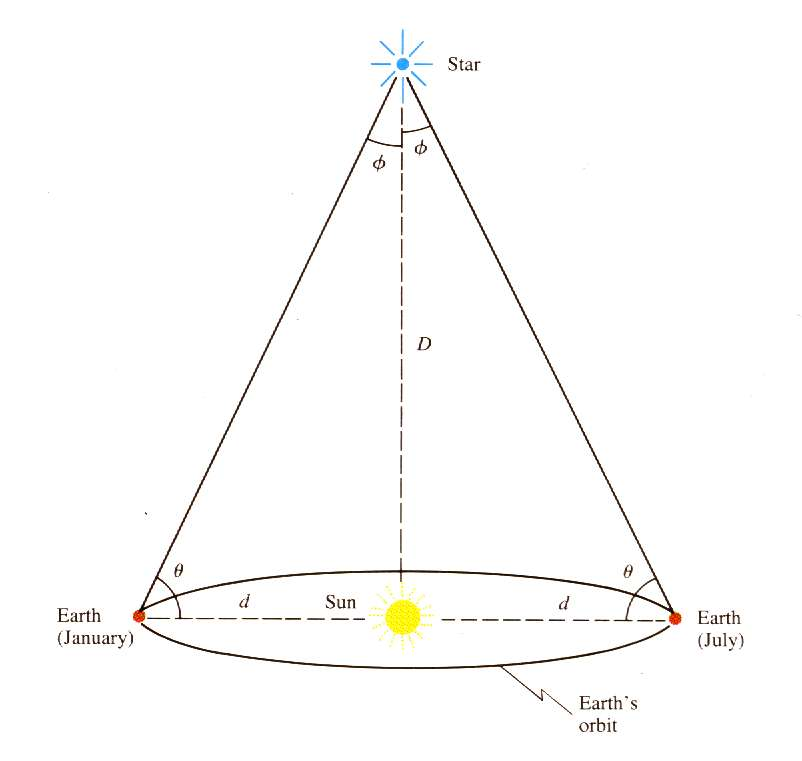 Star
ϕ
ϕ
D
θ
θ
d
Sun
d
Earth
(January)
Earth
(July)
Earth's
orbit